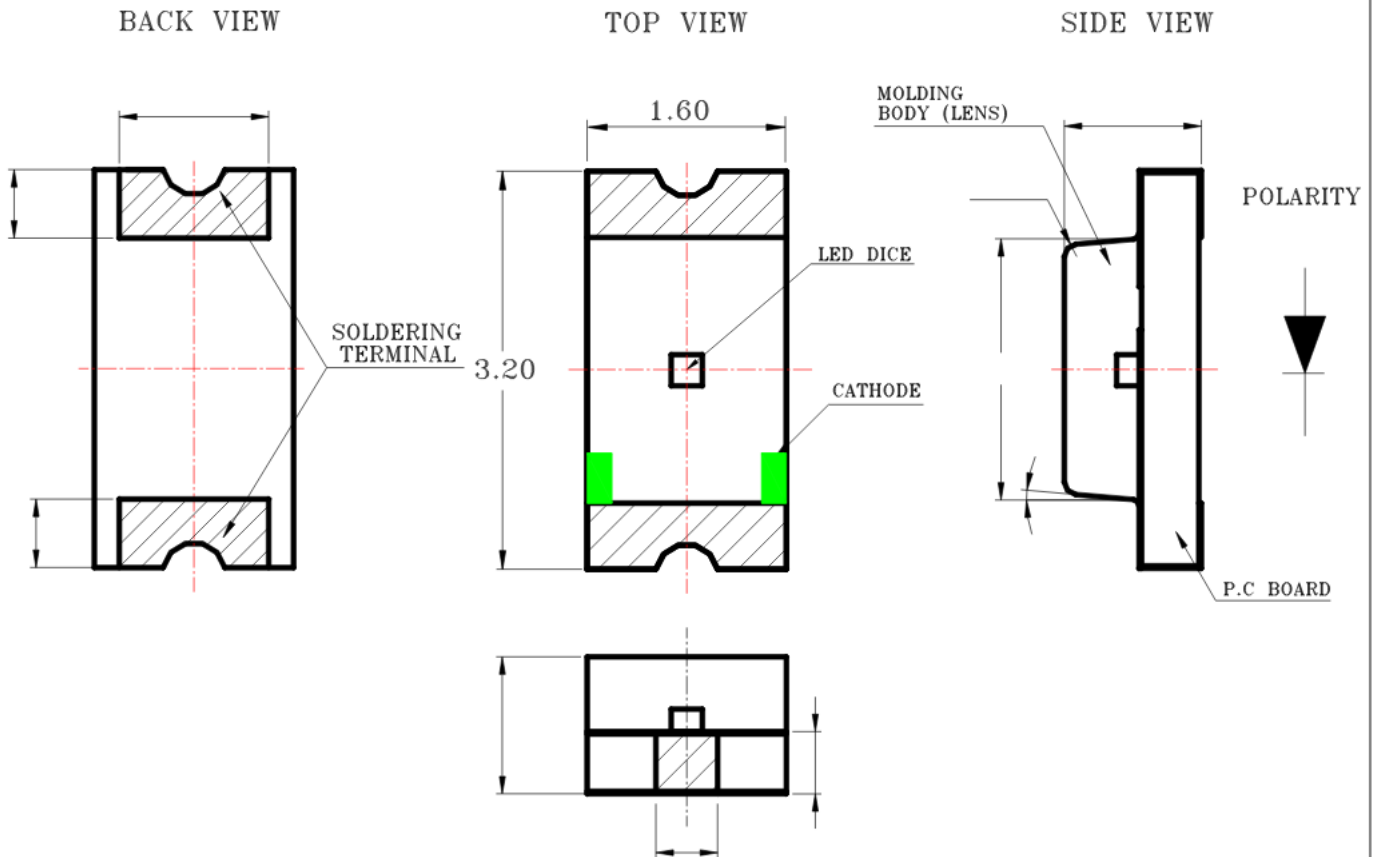 BACK VIEW
TOP VIEW
SIDE VIEW
1.60
MOLDING
BODY (LENS)
POLARITY
LED DICE
SOLDERING
TERMINAL
3.20
CATHODE
P.C BOARD